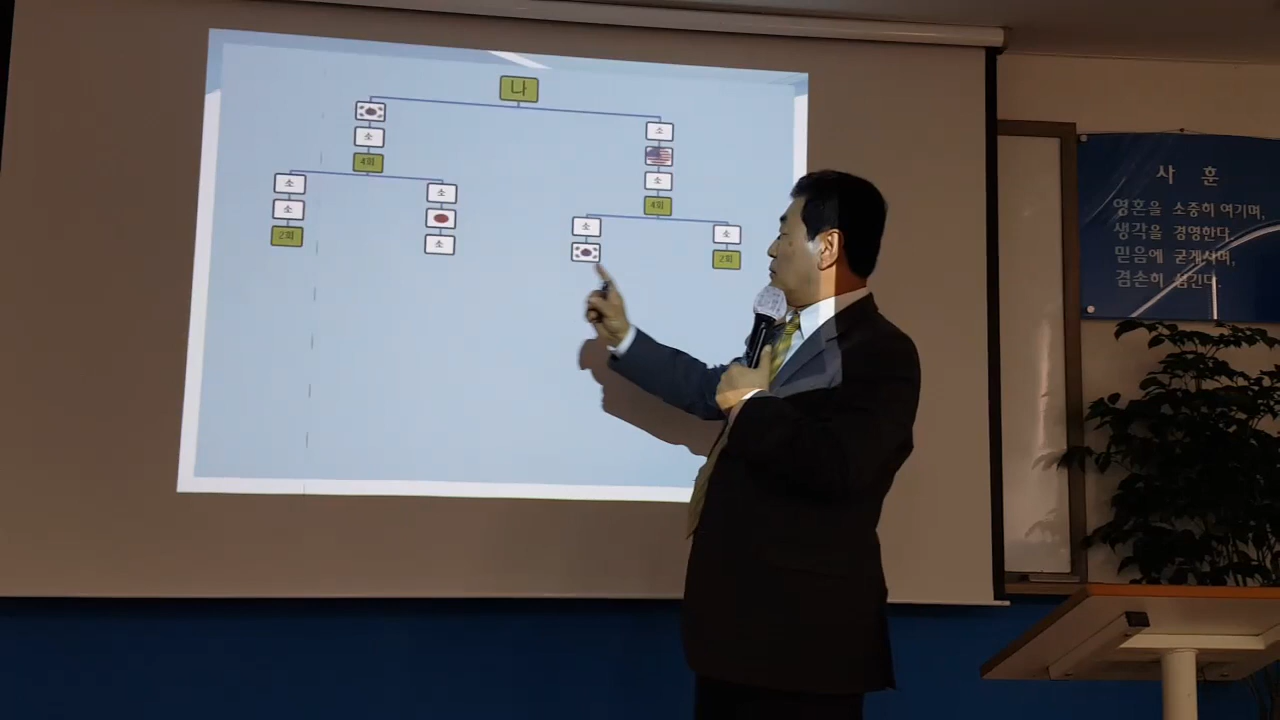 나
소
소
4회
소
4회
소
소
소
소
2회
소
소
소
2회
사 훈
영혼을 소중히 여기며,
생각을 경영한다.
믿음에 굳게서며,
겸손히 섬긴다.